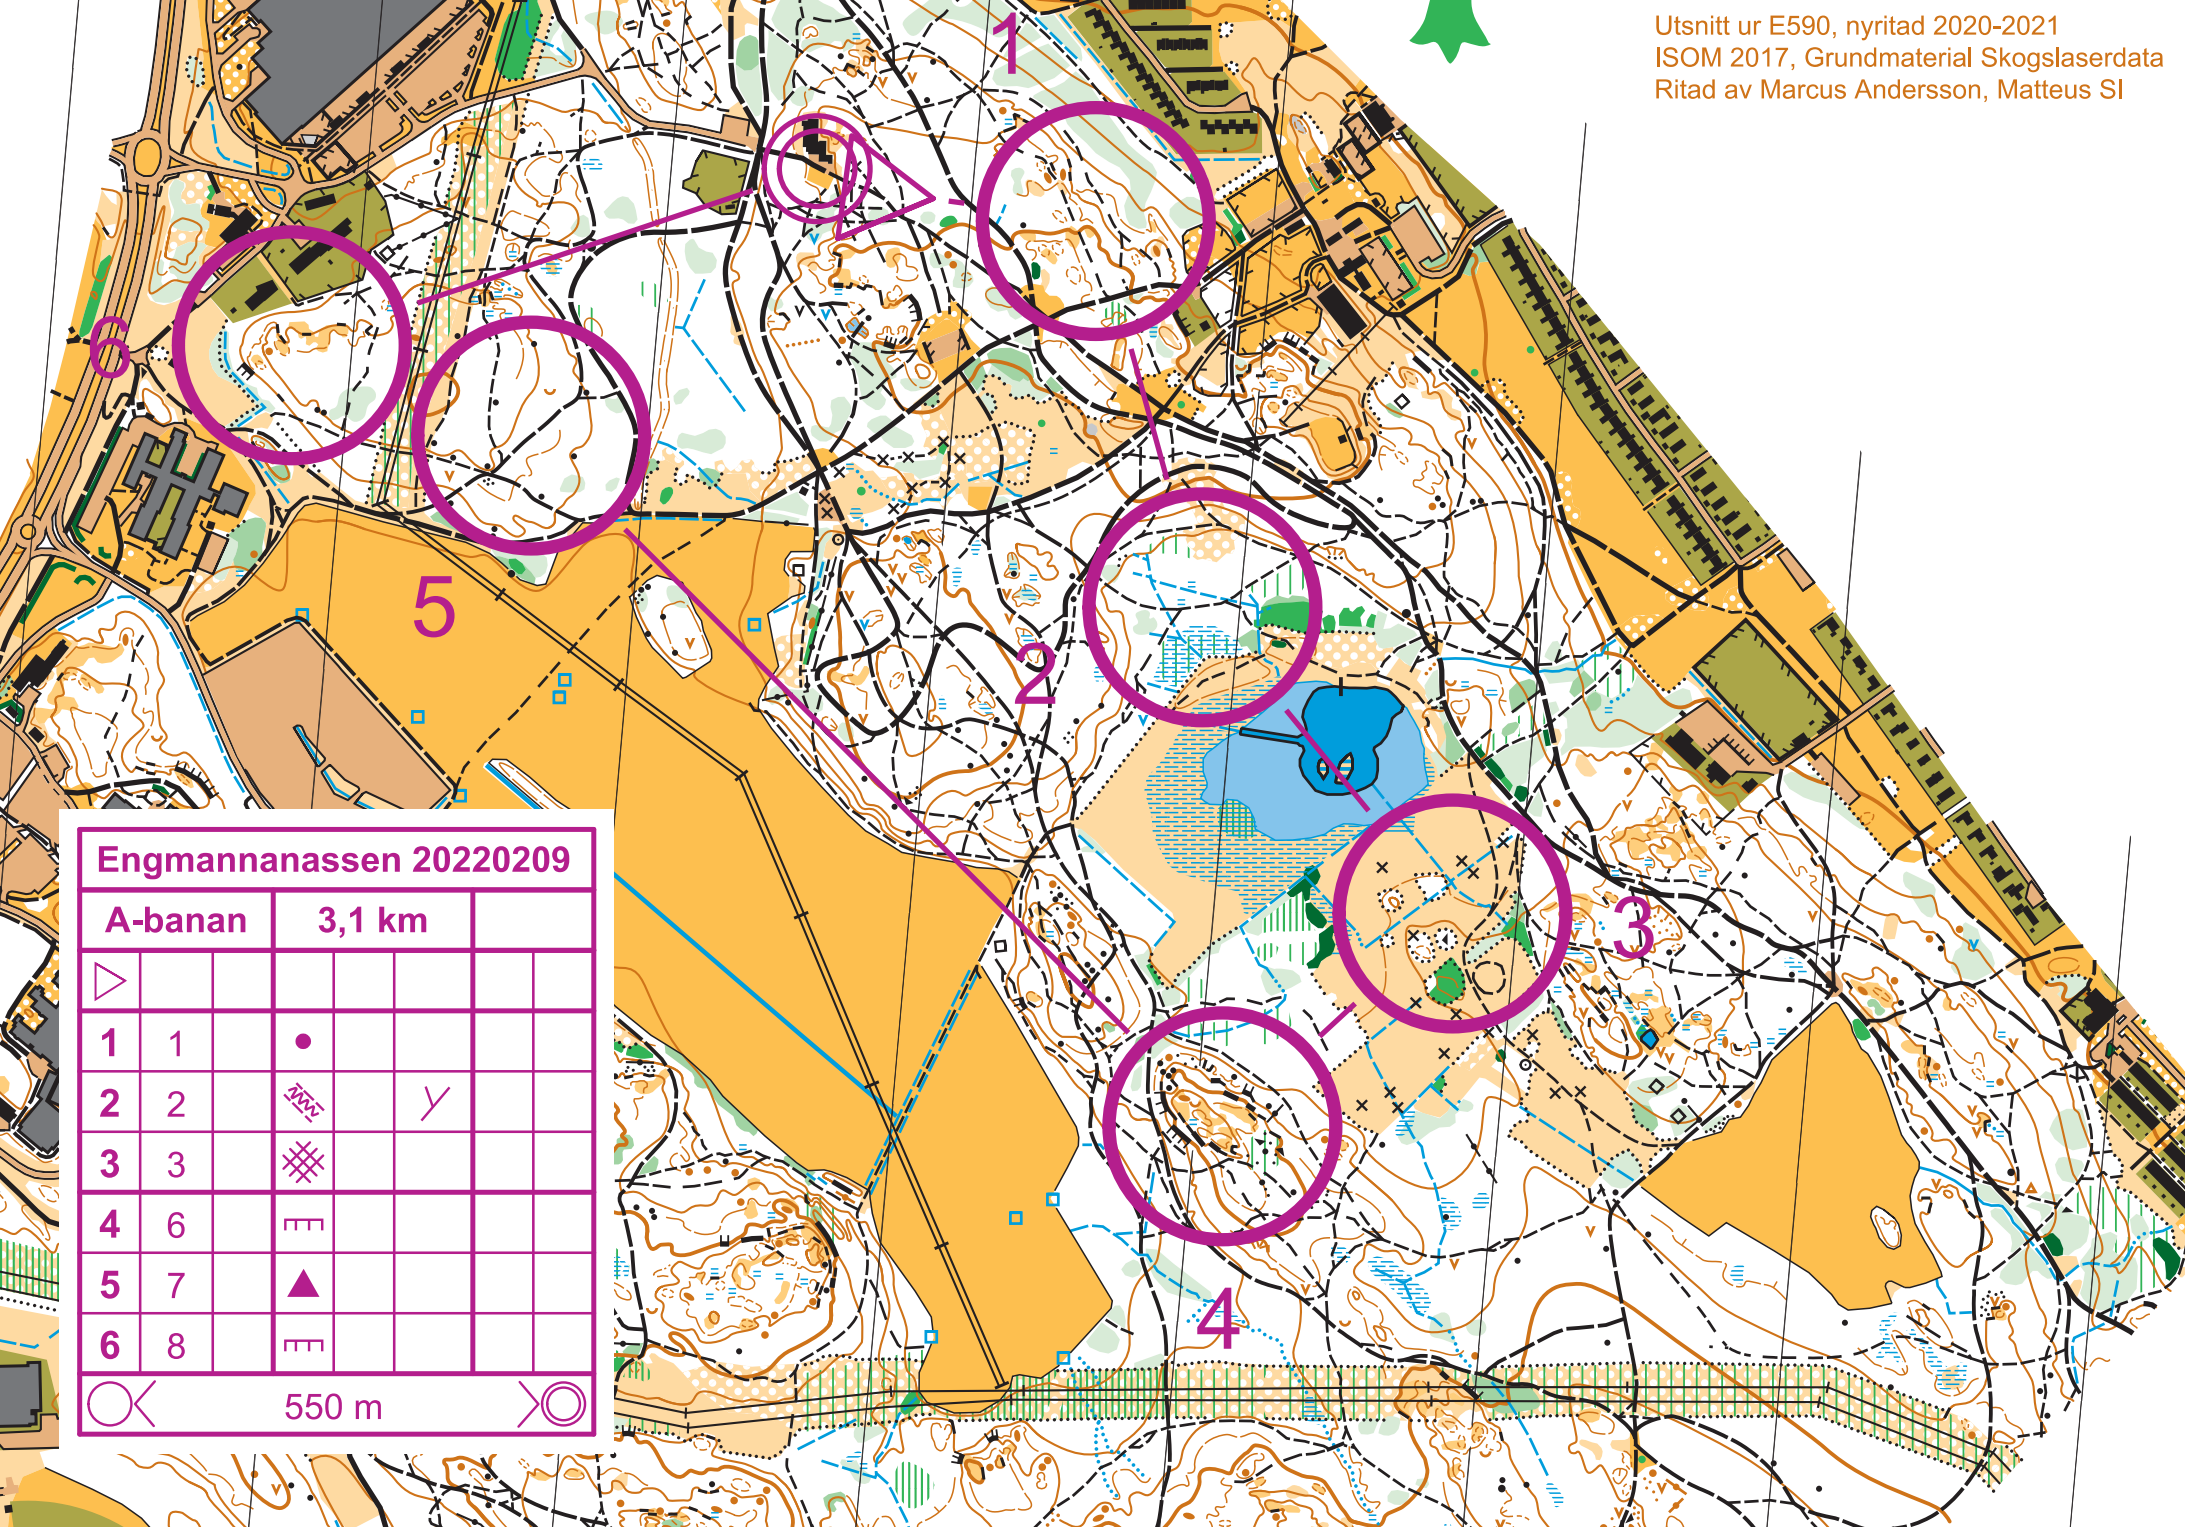 Utsnitt ur E590, nyritad 2020-2021
ISOM 2017, Grundmaterial Skogslaserdata
Ritad av Marcus Andersson, Matteus SI
1
6
5
2
3
4
Engmannanassen 20220209
A-banan 3,1 km
1 1
2 2
3 3
4 6
5 7
6 8
550 m